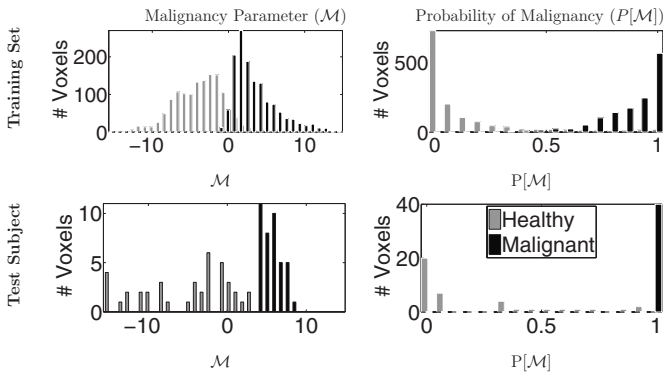 Malignancy Parameter (ℳ)
Probability of Malignancy (P[ℳ])
Training Set
# Voxels
200
100
0
−10
0
10
ℳ
# Voxels
500
0
0
0.5
1
P[ℳ]
Test Subject
# Voxels
10
5
0
−10
0
10
ℳ
# Voxels
40
20
0
0
0.5
1
P[ℳ]
Healthy
Malignant